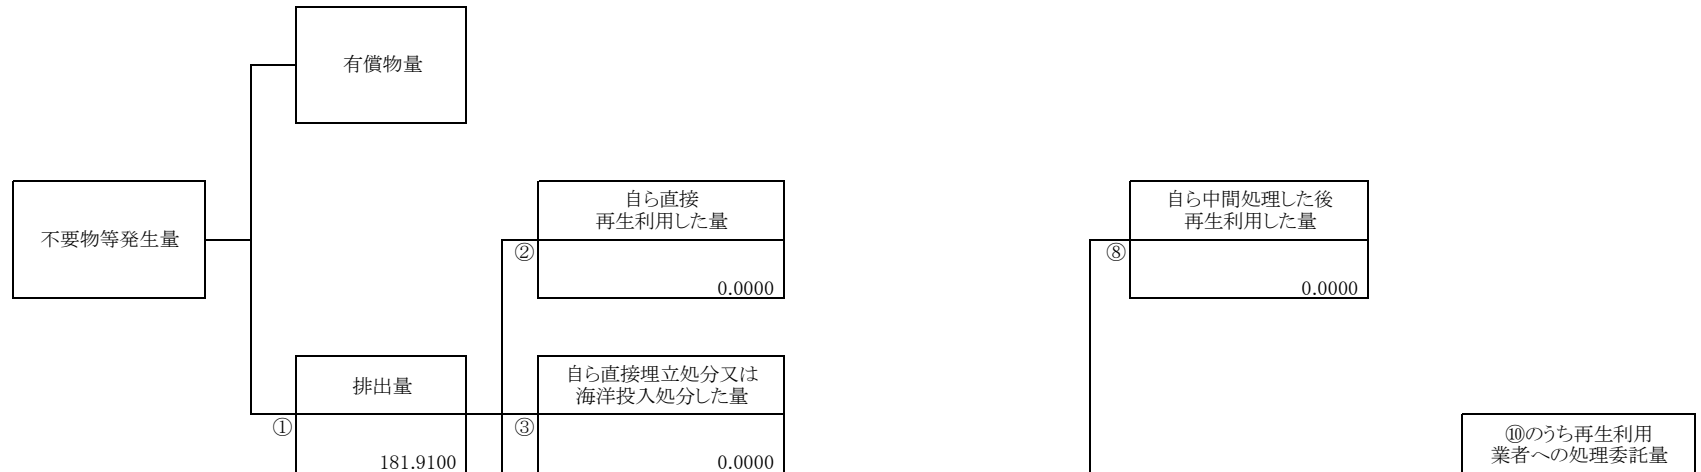 有償物量
不要物等発生量
自ら直接
再生利用した量
②
0.0000
自ら中間処理した後
再生利用した量
⑧
0.0000
排出量
①
181.9100
自ら直接埋立処分又は
海洋投入処分した量
③
0.0000
⑩のうち再生利用
業者への処理委託量